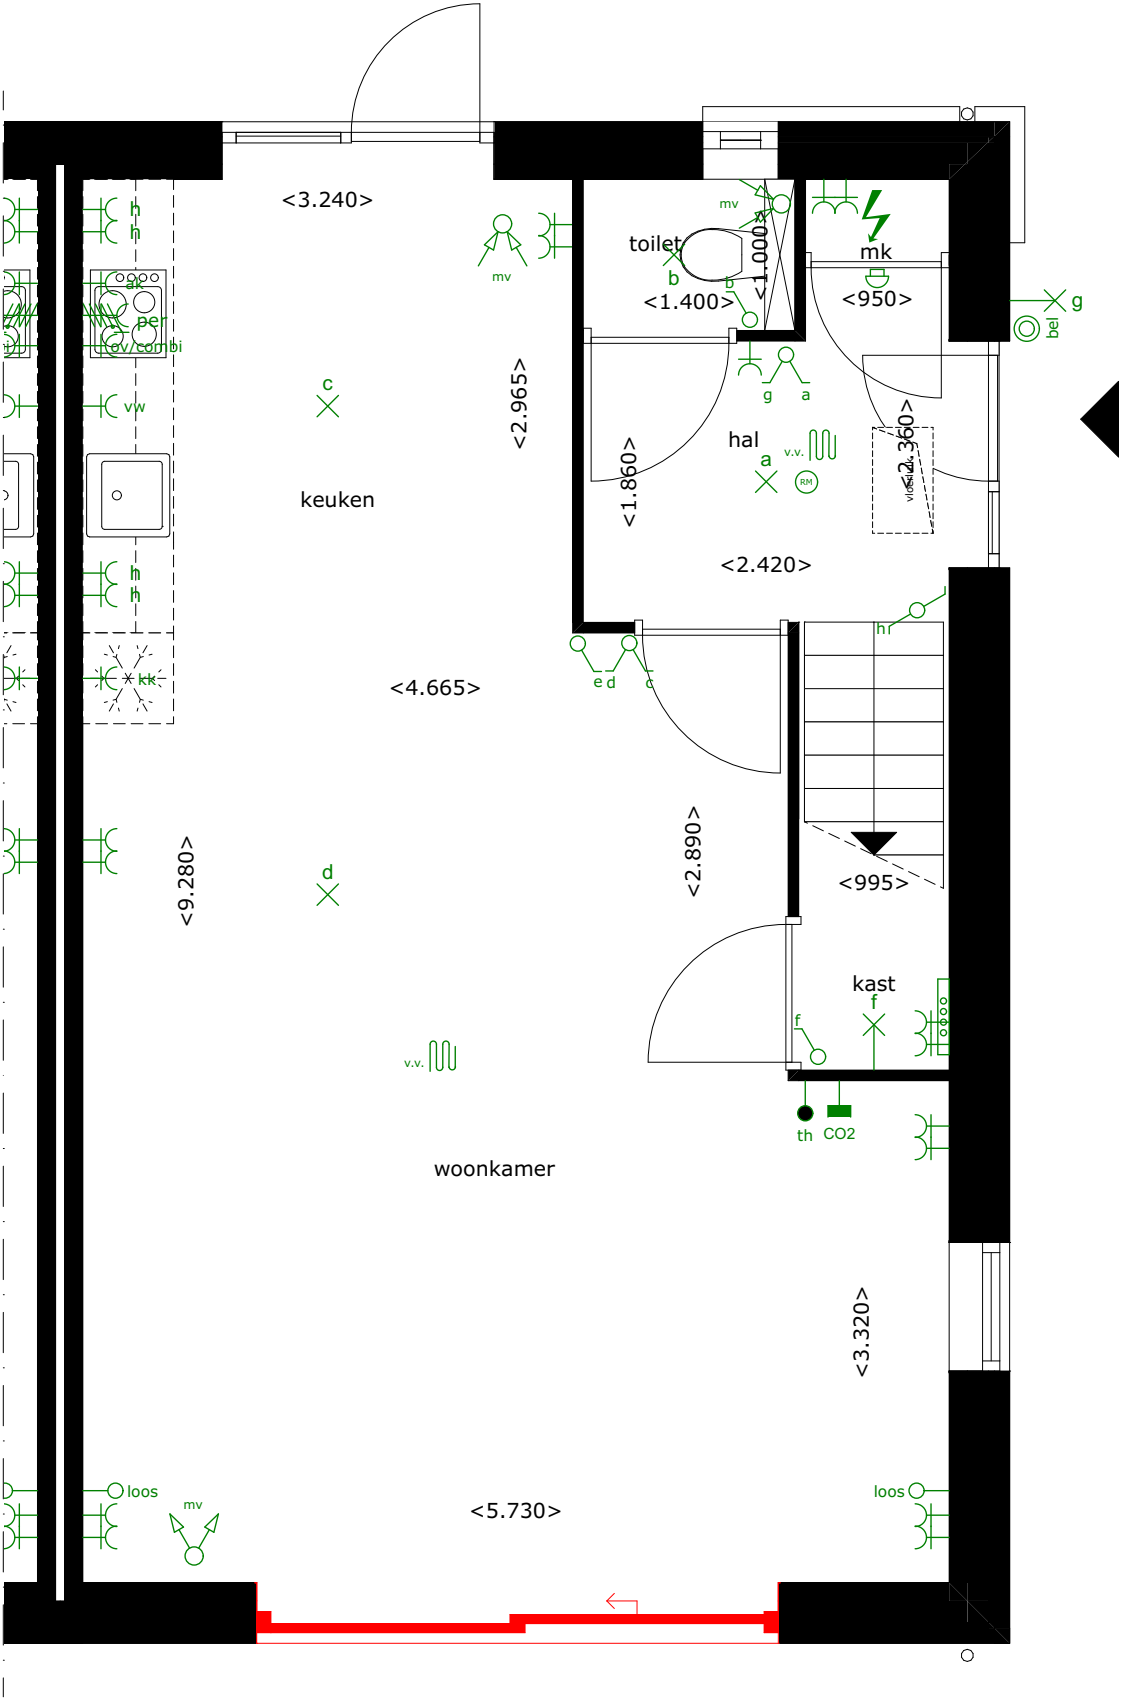 <3.240>
h
h
mv
toilet
mv
<1.000>
mk
b
b
<1.400>
<950>
g
bel
ak
per
ov/combi
c
vw
<2.965>
g
a
hal
v.v.
a
RM
<2.360>
<1.860>
keuken
<2.420>
h
h
h
e
d
c
kk
<4.665>
<2.890>
<9.280>
d
<995>
kast
f
f
v.v.
th
CO2
woonkamer
<3.320>
loos
mv
loos
<5.730>